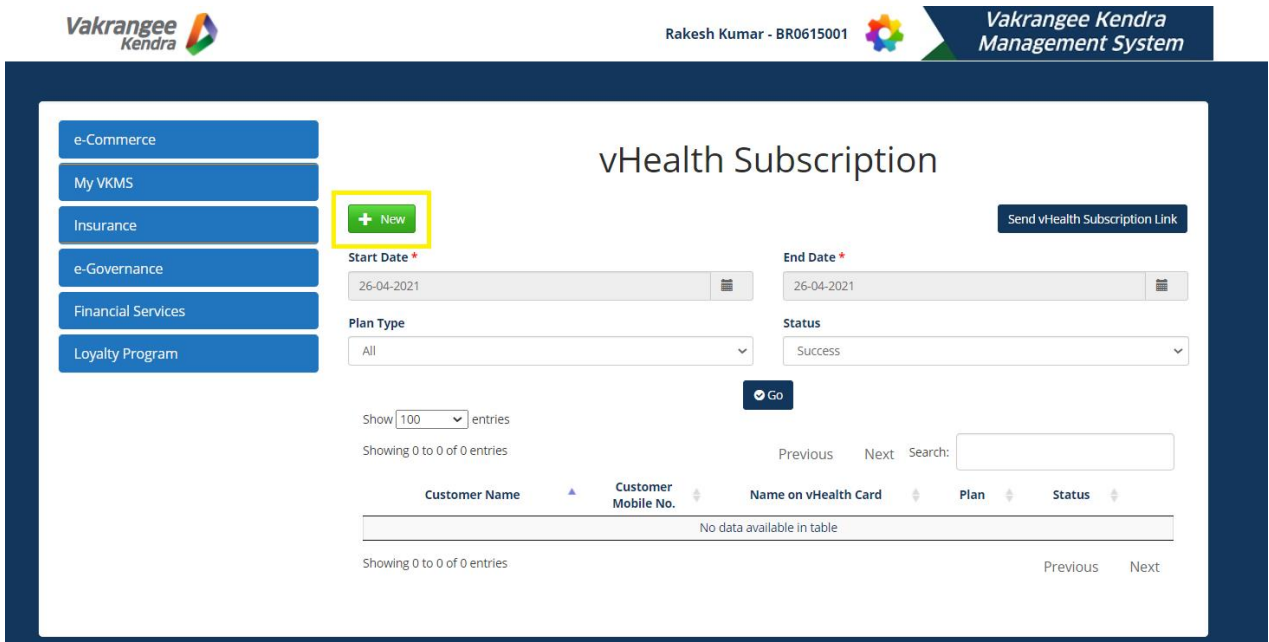 Vakrangee
Kendra
Rakesh Kumar - BR0615001
Vakrangee Kendra
Management System
e-Commerce
My VKMS
Insurance
e-Governance
Financial Services
Loyalty Program
vHealth Subscription
New
Send vHealth Subscription Link
Start Date *
End Date *
26-04-2021
26-04-2021
Plan Type
Status
All
Success
Go
Show 100 entries
Showing 0 to 0 of 0 entries
Previous Next Search:
Customer Name
Customer
Mobile No.
Name on vHealth Card
Plan
Status
No data available in table
Showing 0 to 0 of 0 entries
Previous Next